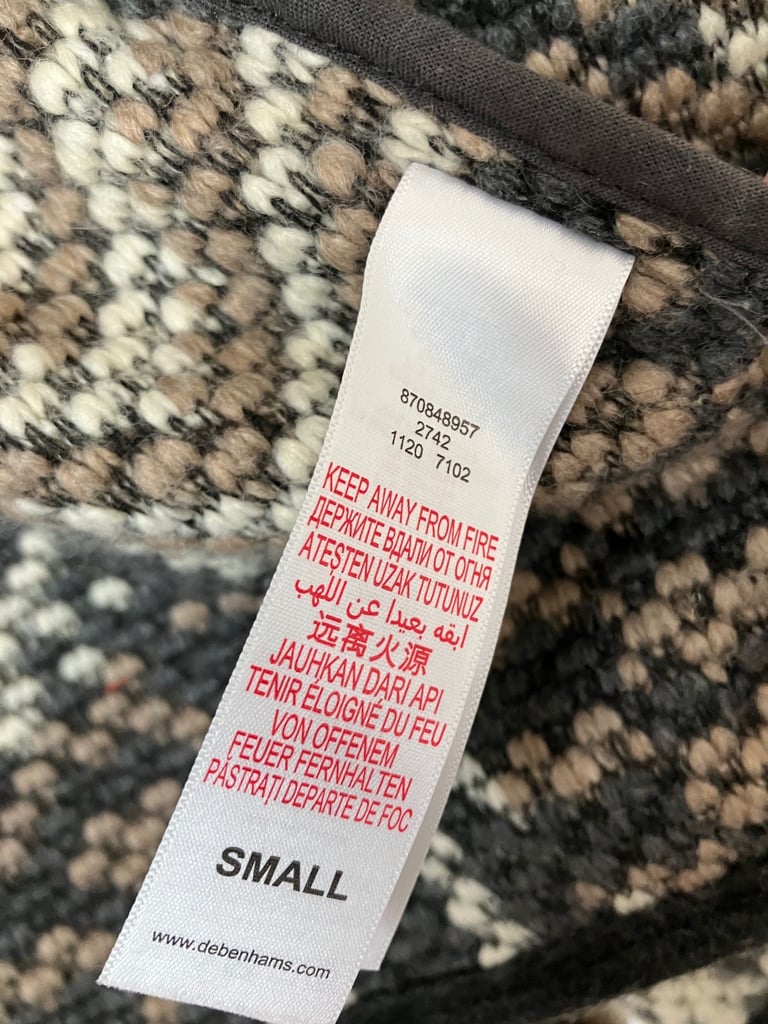 870848957
2742
1120 7102
KEEP AWAY FROM FIRE
ДЕРЖИТЕ ВДАЛИ ОТ ОГНЯ
ATEŞTEN UZAK TUTUNUZ
ابقه بعيدا عن اللهب
远离火源
JAUHKAN DARI API
TENIR ÉLOIGNÉ DU FEU
VON OFFENEM
FEUER FERNHALTEN
PĂSTRAȚI DEPARTE DE FOC
SMALL
www.debenhams.com